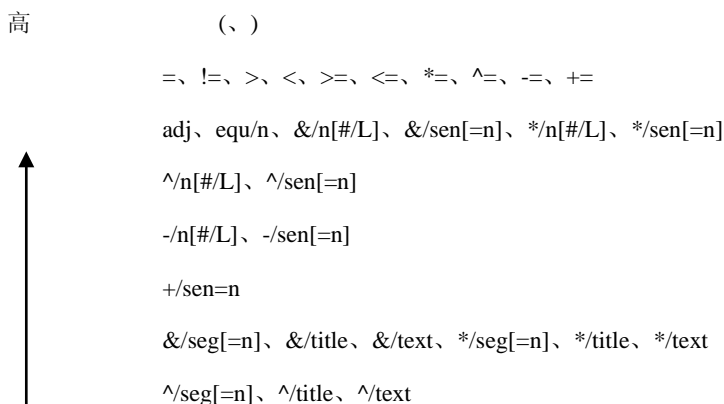 高 (、)
=、!=、>、<、>=、<=、*=、^=、-=、+=
adj、equ/n、&/n[#/L]、&/sen[=n]、*/n[#/L]、*/sen[=n]
^/n[#/L]、^/sen[=n]
-/n[#/L]、-/sen[=n]
+/sen=n
&/seg[=n]、&/title、&/text、*/seg[=n]、*/title、*/text
^/seg[=n]、^/title、^/text